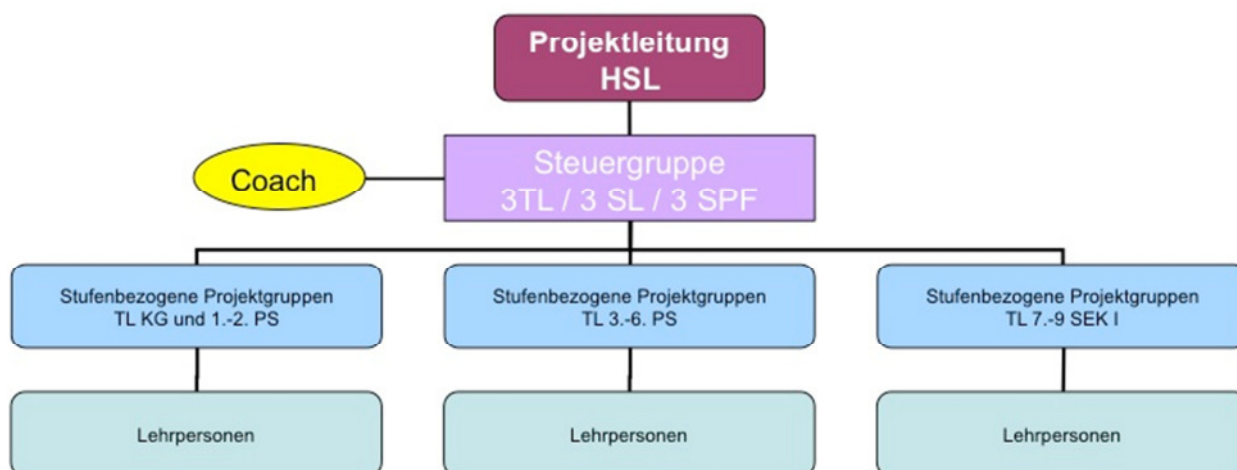 Projektleitung
HSL
Coach
Steuergruppe
3TL / 3 SL / 3 SPF
Stufenbezogene Projektgruppen
TL KG und 1.-2. PS
Stufenbezogene Projektgruppen
TL 3.-6. PS
Stufenbezogene Projektgruppen
TL 7.-9 SEK I
Lehrpersonen
Lehrpersonen
Lehrpersonen